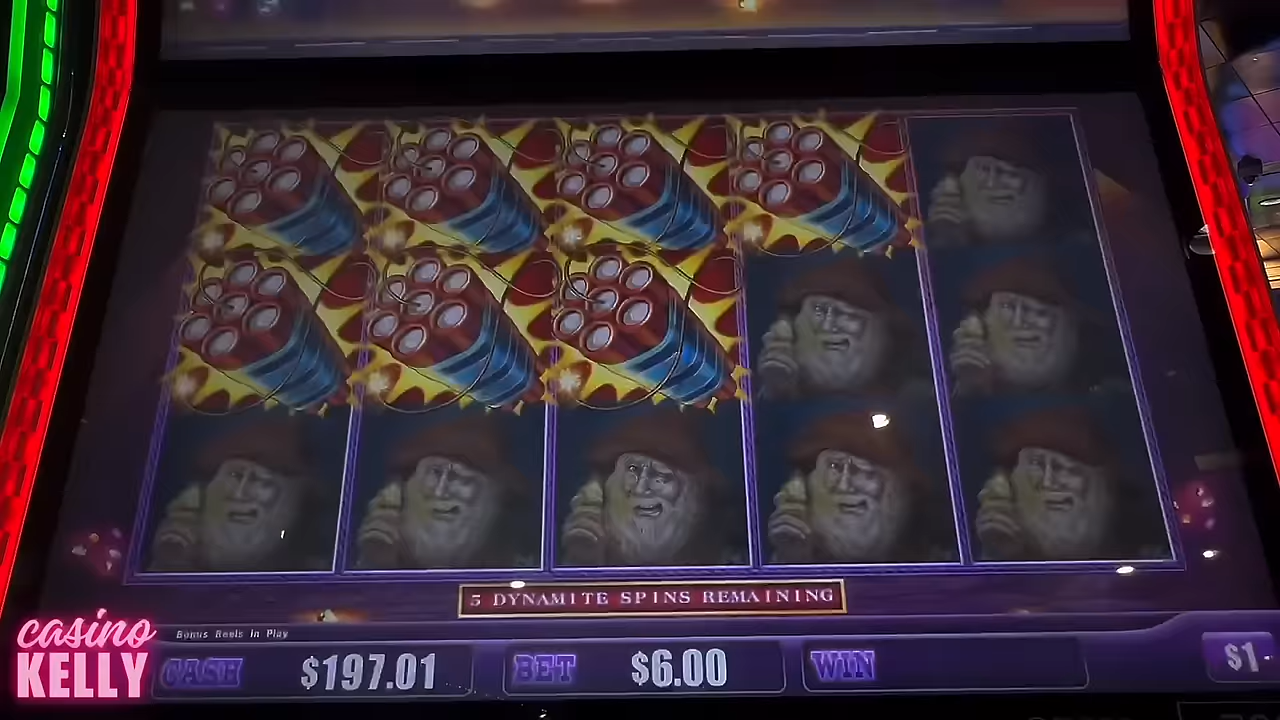 5 DYNAMITE SPINS REMAINING
Bonus Reels In Play
CASH $197.01 BET $6.00 WIN $1
casino
KELLY